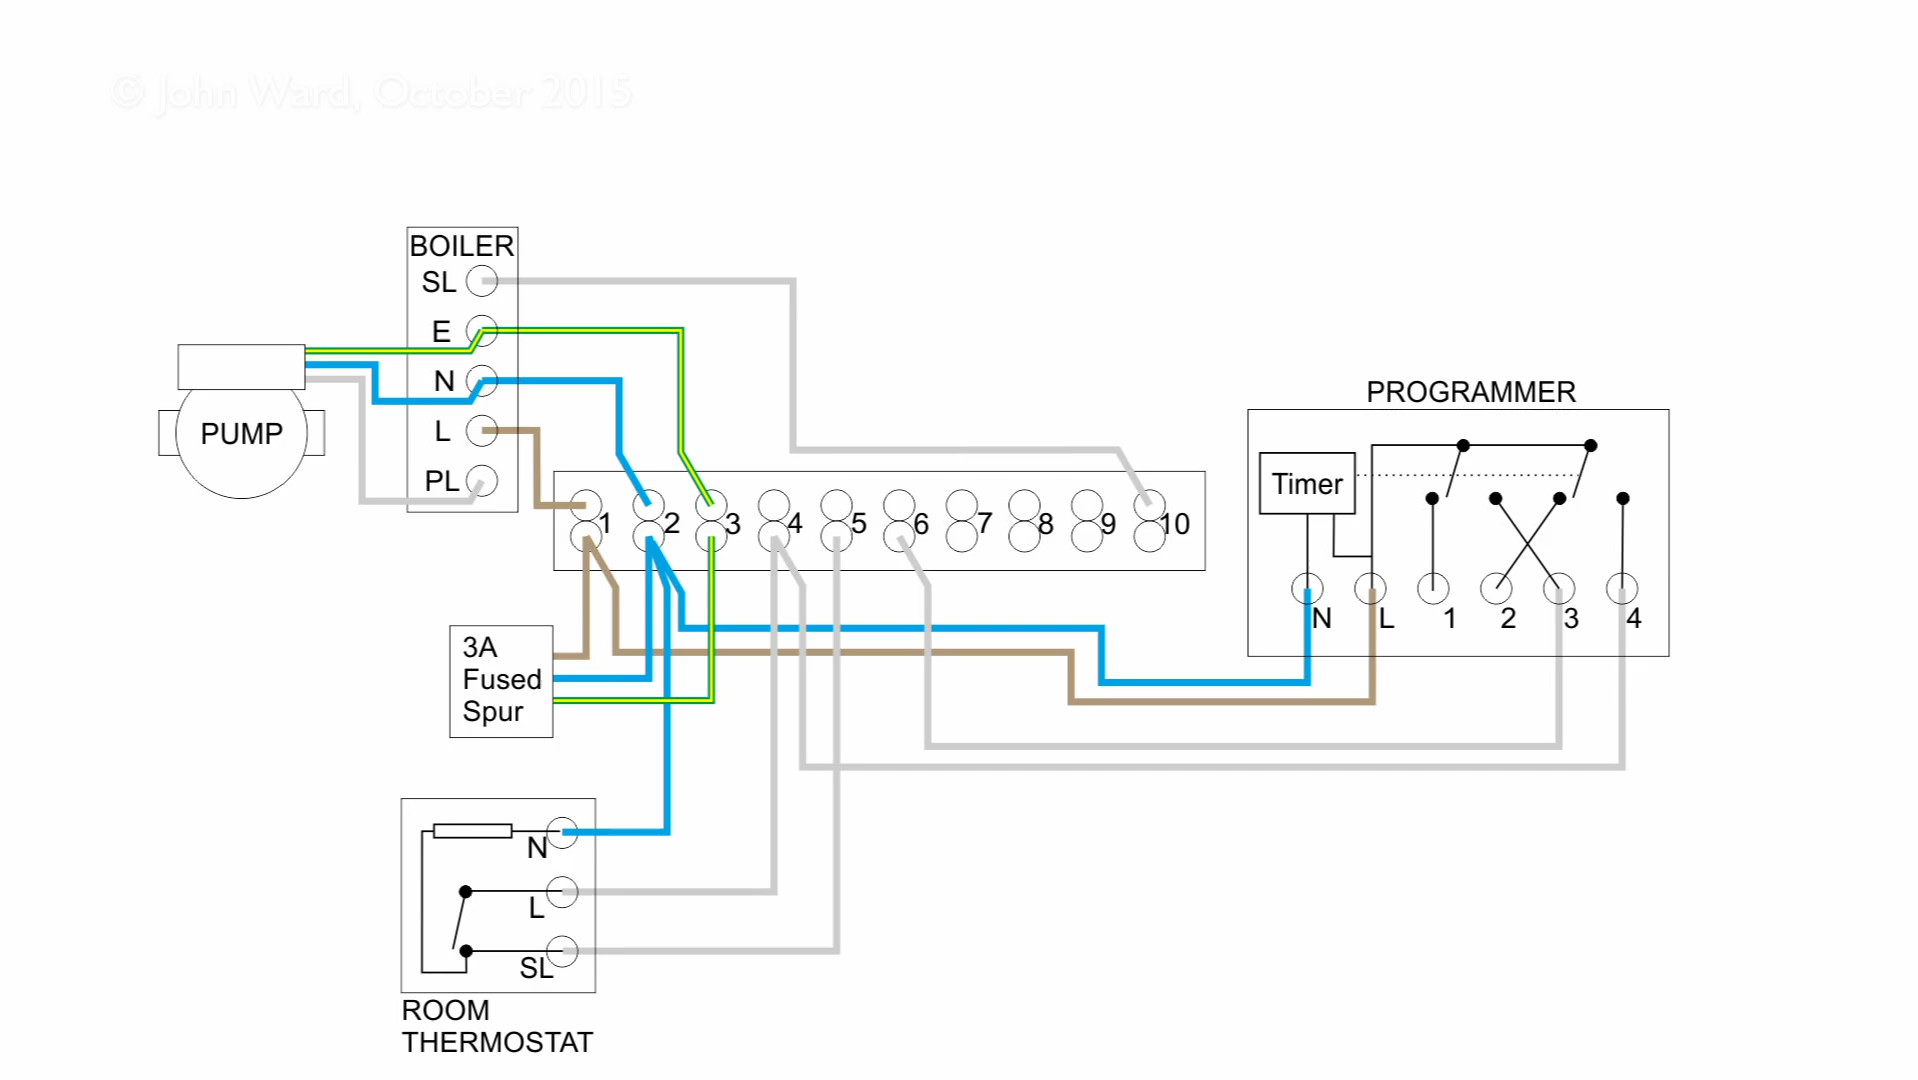 © John Ward, October 2015
BOILER
SL
E
N
L
PL
PUMP
1
2
3
4
5
6
7
8
9
10
PROGRAMMER
Timer
N
L
1
2
3
4
3A
Fused
Spur
N
L
SL
ROOM
THERMOSTAT